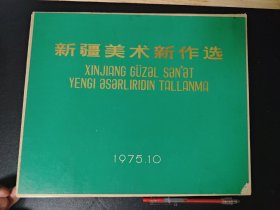 新疆美术新作选
XINJIANG GÜZƏL SƏN'ƏT
YENGI ƏSƏRLIRIDIN TALLANMA
1975.10